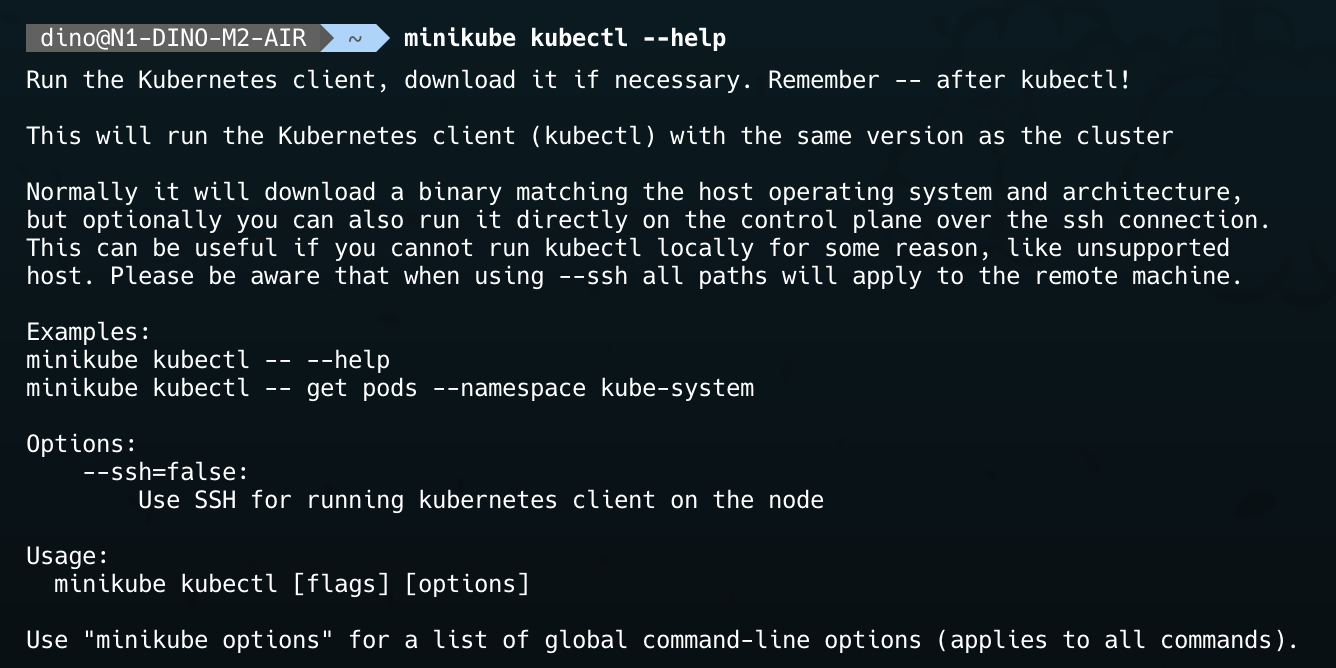 dino@N1-DINO-M2-AIR ~ minikube kubectl --help
Run the Kubernetes client, download it if necessary. Remember -- after kubectl!
This will run the Kubernetes client (kubectl) with the same version as the cluster
Normally it will download a binary matching the host operating system and architecture,
but optionally you can also run it directly on the control plane over the ssh connection.
This can be useful if you cannot run kubectl locally for some reason, like unsupported
host. Please be aware that when using --ssh all paths will apply to the remote machine.
Examples:
minikube kubectl -- --help
minikube kubectl -- get pods --namespace kube-system
Options:
--ssh=false:
Use SSH for running kubernetes client on the node
Usage:
minikube kubectl [flags] [options]
Use "minikube options" for a list of global command-line options (applies to all commands).